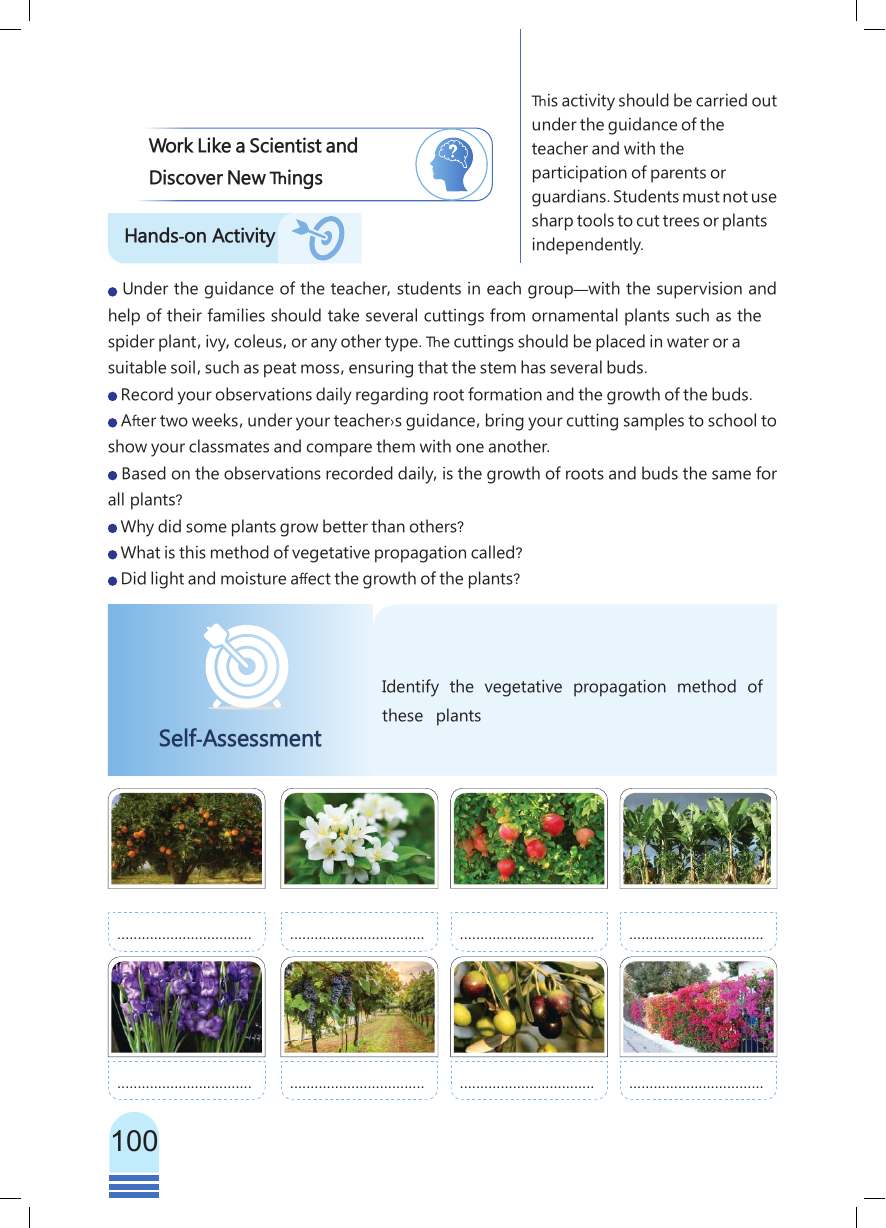 This activity should be carried out
under the guidance of the
teacher and with the
participation of parents or
guardians. Students must not use
sharp tools to cut trees or plants
independently.
Work Like a Scientist and
Discover New Things
Hands-on Activity
● Under the guidance of the teacher, students in each group—with the supervision and
help of their families should take several cuttings from ornamental plants such as the
spider plant, ivy, coleus, or any other type. The cuttings should be placed in water or a
suitable soil, such as peat moss, ensuring that the stem has several buds.
● Record your observations daily regarding root formation and the growth of the buds.
● After two weeks, under your teacher›s guidance, bring your cutting samples to school to
show your classmates and compare them with one another.
● Based on the observations recorded daily, is the growth of roots and buds the same for
all plants?
● Why did some plants grow better than others?
● What is this method of vegetative propagation called?
● Did light and moisture affect the growth of the plants?
Self-Assessment
Identify the vegetative propagation method of
these plants
................................. ................................. ................................. .................................
................................. ................................. ................................. .................................
100